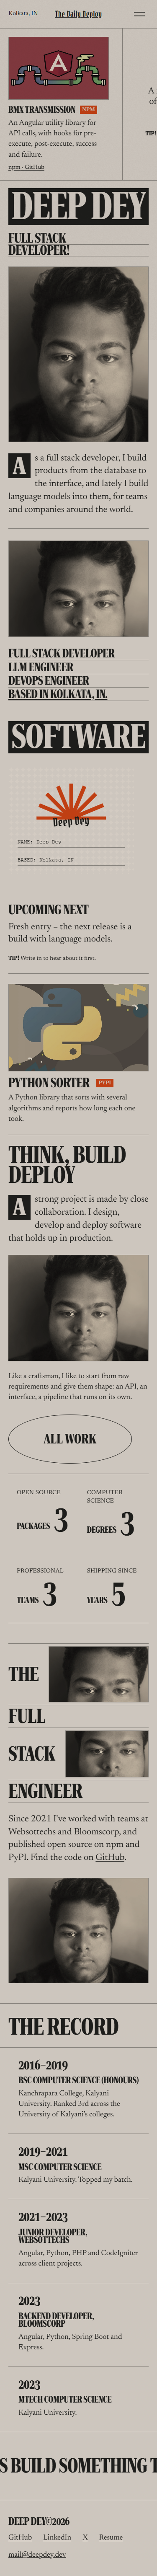 Kolkata, IN
The Daily Deploy
BMX TRANSMISSION NPM
An Angular utility library for
API calls, with hooks for pre-
execute, post-execute, success
and failure.
npm · GitHub
TIP!
DEEP DEY
FULL STACK
DEVELOPER!
As a full stack developer, I build
products from the database to
the interface, and lately I build
language models into them, for teams
and companies around the world.
FULL STACK DEVELOPER
LLM ENGINEER
DEVOPS ENGINEER
BASED IN KOLKATA, IN.
SOFTWARE
Deep Dey
NAME: Deep Dey
BASED: Kolkata, IN
UPCOMING NEXT
Fresh entry – the next release is a
build with language models.
TIP! Write in to hear about it first.
PYTHON SORTER PYPI
A Python library that sorts with several
algorithms and reports how long each one
took.
THINK, BUILD
DEPLOY
A strong project is made by close
collaboration. I design,
develop and deploy software
that holds up in production.
Like a craftsman, I like to start from raw
requirements and give them shape: an API, an
interface, a pipeline that runs on its own.
ALL WORK
OPEN SOURCE
PACKAGES 3
COMPUTER
SCIENCE
DEGREES 3
PROFESSIONAL
TEAMS 3
SHIPPING SINCE
YEARS 5
THE
FULL
STACK
ENGINEER
Since 2021 I've worked with teams at
Websottechs and Bloomscorp, and
published open source on npm and
PyPI. Find the code on GitHub.
THE RECORD
2016–2019
BSC COMPUTER SCIENCE (HONOURS)
Kanchrapara College, Kalyani
University. Ranked 3rd across the
University of Kalyani's colleges.
2019–2021
MSC COMPUTER SCIENCE
Kalyani University. Topped my batch.
2021–2023
JUNIOR DEVELOPER,
WEBSOTTECHS
Angular, Python, PHP and CodeIgniter
across client projects.
2023
BACKEND DEVELOPER,
BLOOMSCORP
Angular, Python, Spring Boot and
Express.
2023
MTECH COMPUTER SCIENCE
Kalyani University.
S BUILD SOMETHING T
DEEP DEY©2026
GitHub LinkedIn X Resume
mail@deepdey.dev